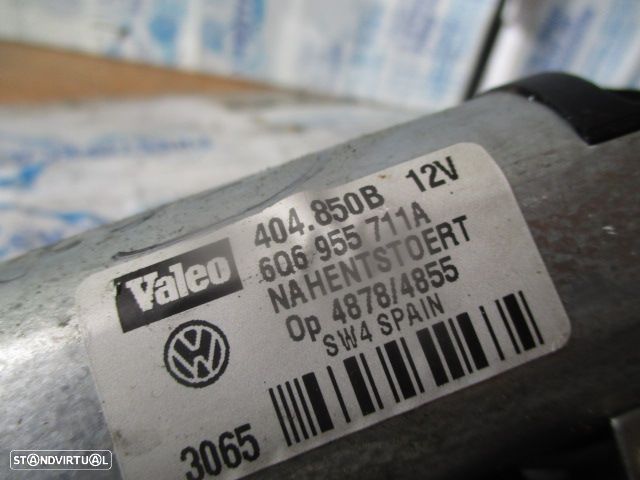 404.850B 12V
6Q6 955 711A
NAHENTSTOERT
Op 4878/4855
SW4 SPAIN
Valeo
3065
STANDVIRTUAL